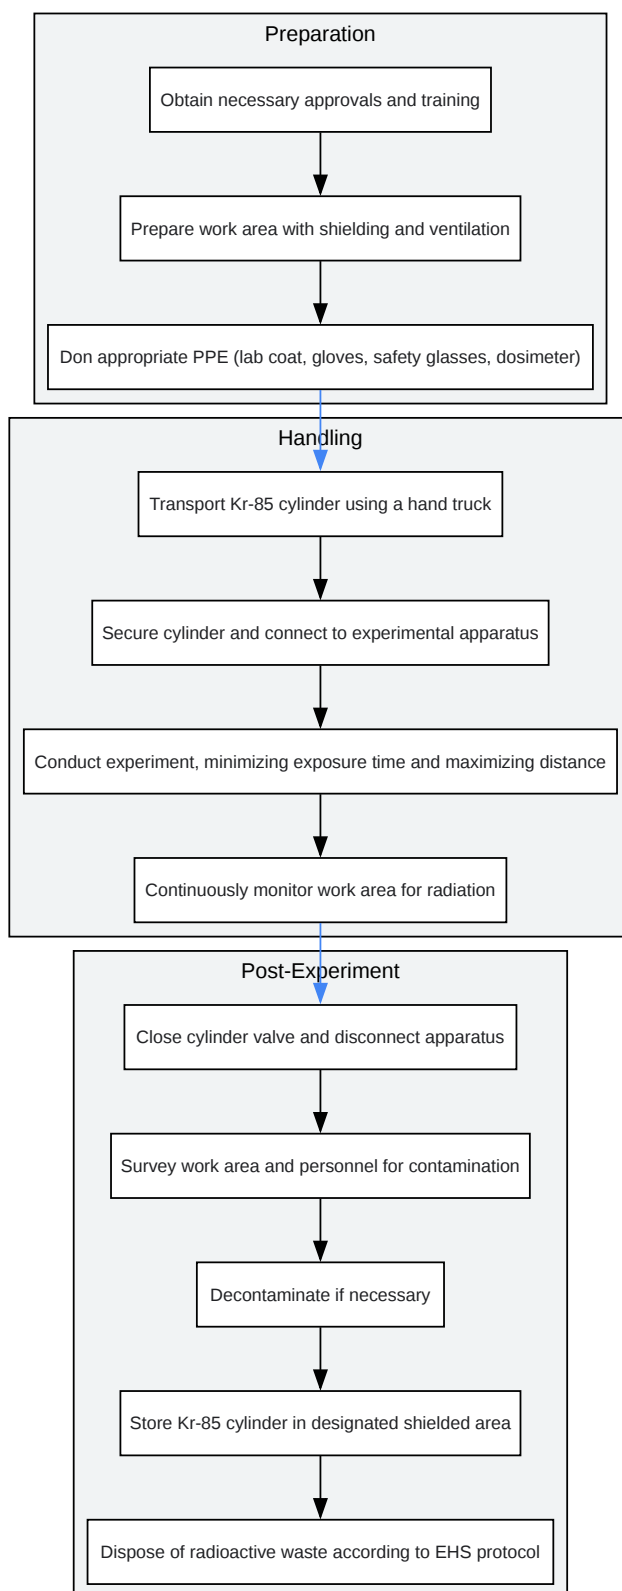 Preparation
Obtain necessary approvals and training
Prepare work area with shielding and ventilation
Don appropriate PPE (lab coat, gloves, safety glasses, dosimeter)
Handling
Transport Kr-85 cylinder using a hand truck
Secure cylinder and connect to experimental apparatus
Conduct experiment, minimizing exposure time and maximizing distance
Continuously monitor work area for radiation
Post-Experiment
Close cylinder valve and disconnect apparatus
Survey work area and personnel for contamination
Decontaminate if necessary
Store Kr-85 cylinder in designated shielded area
Dispose of radioactive waste according to EHS protocol